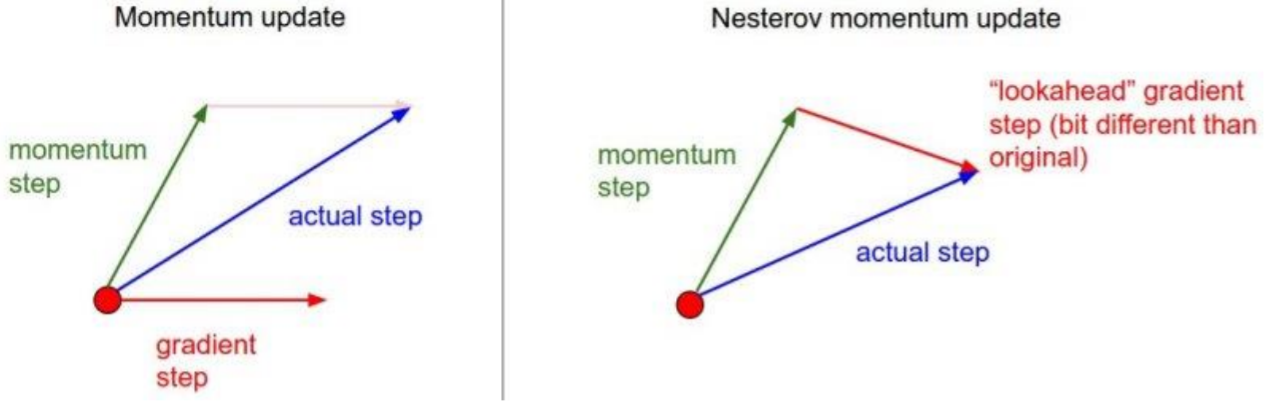 Momentum update
momentum
step
actual step
gradient
step
Nesterov momentum update
“lookahead” gradient
step (bit different than
original)
momentum
step
actual step